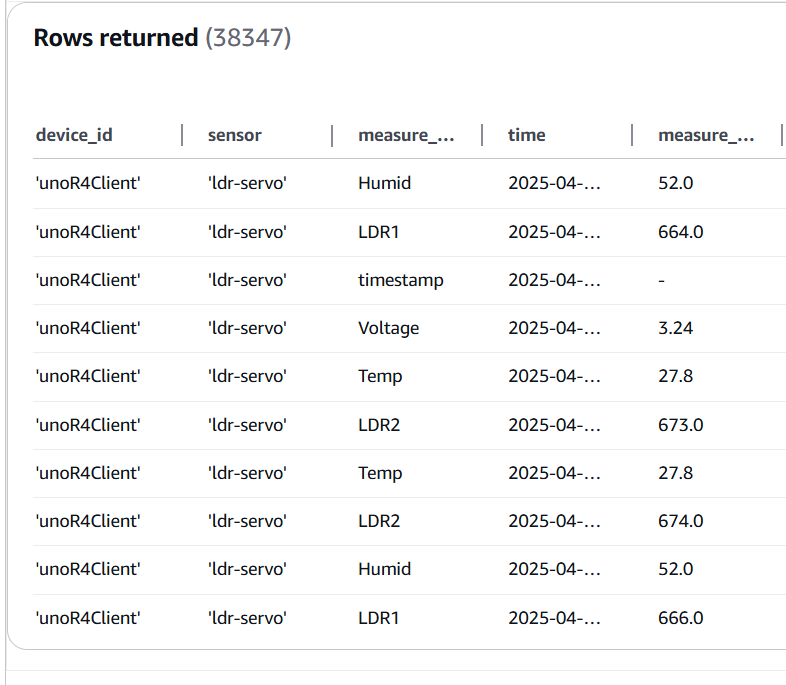 Rows returned (38347)
device_id sensor measure_... time measure_...
'unoR4Client' 'ldr-servo' Humid 2025-04-... 52.0
'unoR4Client' 'ldr-servo' LDR1 2025-04-... 664.0
'unoR4Client' 'ldr-servo' timestamp 2025-04-... -
'unoR4Client' 'ldr-servo' Voltage 2025-04-... 3.24
'unoR4Client' 'ldr-servo' Temp 2025-04-... 27.8
'unoR4Client' 'ldr-servo' LDR2 2025-04-... 673.0
'unoR4Client' 'ldr-servo' Temp 2025-04-... 27.8
'unoR4Client' 'ldr-servo' LDR2 2025-04-... 674.0
'unoR4Client' 'ldr-servo' Humid 2025-04-... 52.0
'unoR4Client' 'ldr-servo' LDR1 2025-04-... 666.0